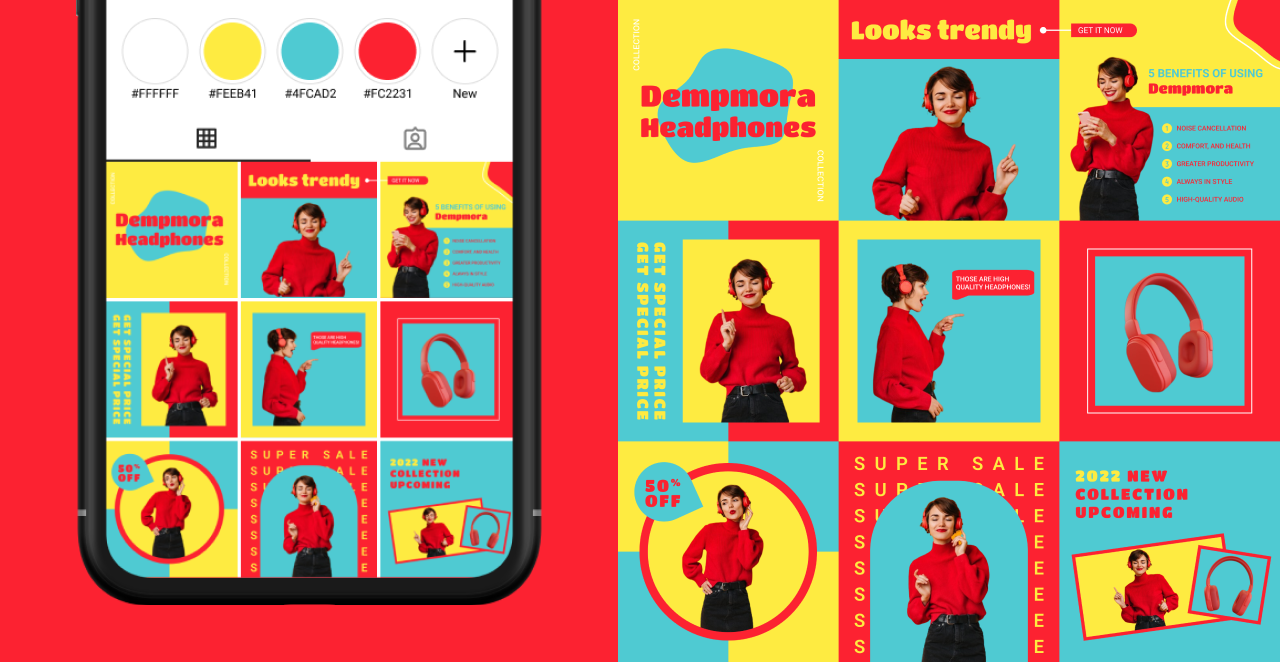 #FFFFFF
#FEEB41
#4FCAD2
#FC2231
New
Dempmora
Headphones
Looks trendy
GET IT NOW
5 BENEFITS OF USING
Dempmora
NOISE CANCELLATION
COMFORT, AND HEALTH
GREATER PRODUCTIVITY
ALWAYS IN STYLE
HIGH-QUALITY AUDIO
GET SPECIAL PRICE
GET SPECIAL PRICE
THOSE ARE HIGH
QUALITY HEADPHONES!
50%
OFF
SUPER SALE
SUPER SALE
S E
S E
S E
S E
S E
S E
2022 NEW
COLLECTION
UPCOMING
COLLECTION
Dempmora
Headphones
COLLECTION
Looks trendy
GET IT NOW
5 BENEFITS OF USING
Dempmora
1 NOISE CANCELLATION
2 COMFORT, AND HEALTH
3 GREATER PRODUCTIVITY
4 ALWAYS IN STYLE
5 HIGH-QUALITY AUDIO
GET SPECIAL PRICE
GET SPECIAL PRICE
THOSE ARE HIGH
QUALITY HEADPHONES!
50%
OFF
SUPER SALE
SUP ALE
SU LE
S E
S E
S E
S E
S E
2022 NEW
COLLECTION
UPCOMING